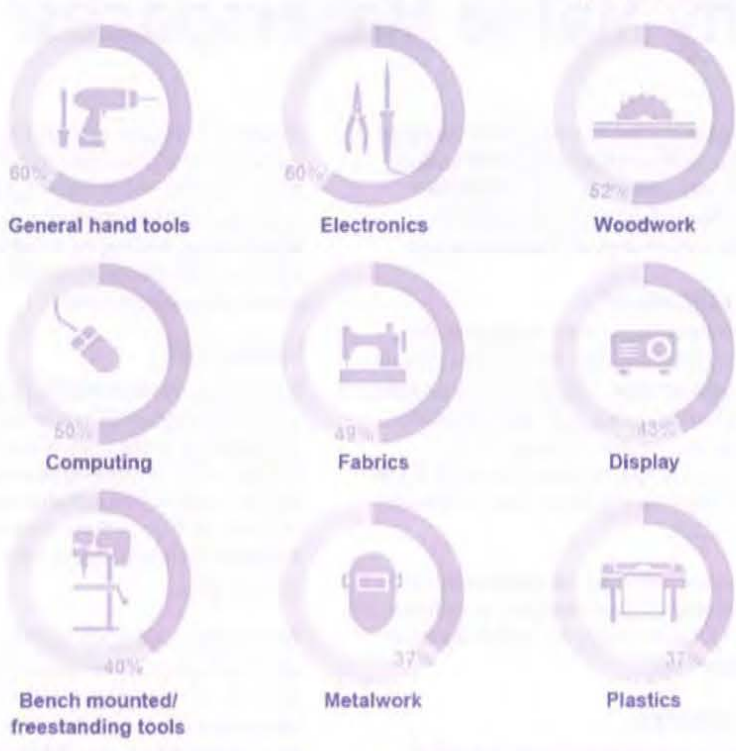 60%
General hand tools
60%
Electronics
52%
Woodwork
50%
Computing
49%
Fabrics
43%
Display
40%
Bench mounted/
freestanding tools
37%
Metalwork
37%
Plastics